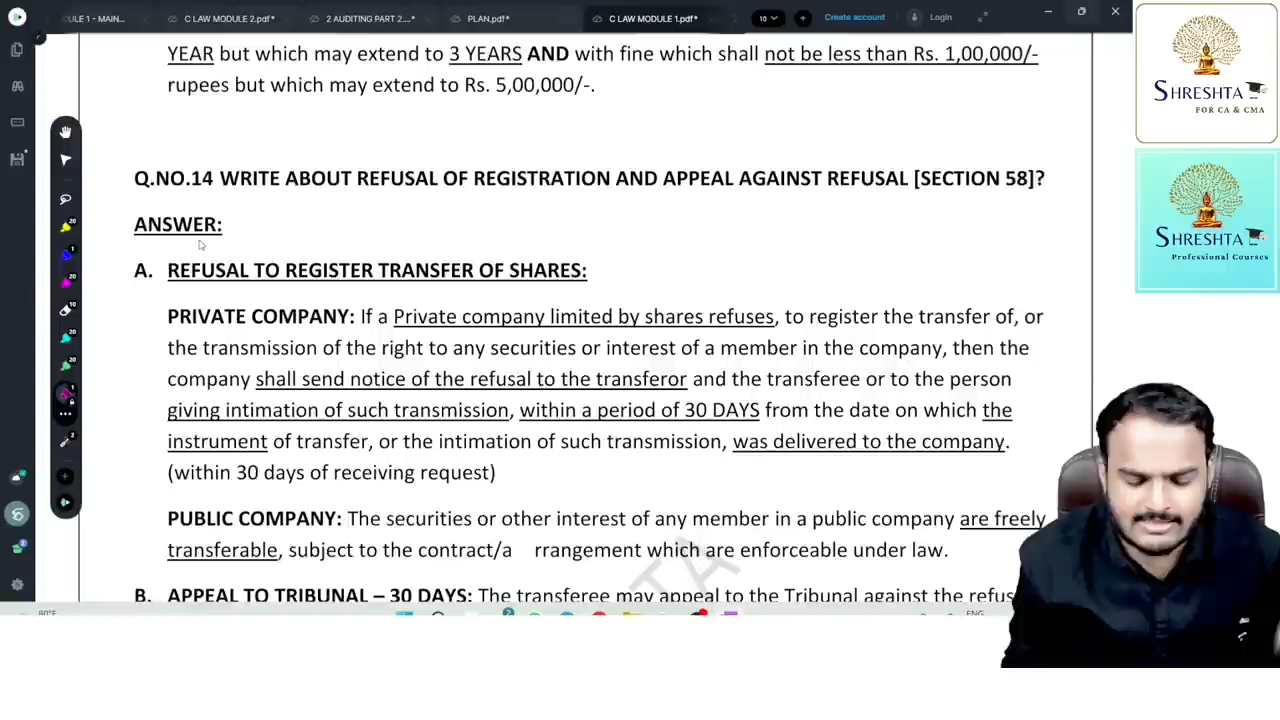 ULE 1 - MAIN...
C LAW MODULE 2.pdf*
2 AUDITING PART 2....*
PLAN.pdf*
C LAW MODULE 1.pdf*
10
Create account
Login
YEAR but which may extend to 3 YEARS AND with fine which shall not be less than Rs. 1,00,000/-
rupees but which may extend to Rs. 5,00,000/-.
Q.NO.14 WRITE ABOUT REFUSAL OF REGISTRATION AND APPEAL AGAINST REFUSAL [SECTION 58]?
ANSWER:
A. REFUSAL TO REGISTER TRANSFER OF SHARES:
PRIVATE COMPANY: If a Private company limited by shares refuses, to register the transfer of, or
the transmission of the right to any securities or interest of a member in the company, then the
company shall send notice of the refusal to the transferor and the transferee or to the person
giving intimation of such transmission, within a period of 30 DAYS from the date on which the
instrument of transfer, or the intimation of such transmission, was delivered to the company.
(within 30 days of receiving request)
PUBLIC COMPANY: The securities or other interest of any member in a public company are freely
transferable, subject to the contract/a rrangement which are enforceable under law.
B. APPEAL TO TRIBUNAL – 30 DAYS: The transferee may appeal to the Tribunal against the refus
TA
ENG
SHRESHTA
FOR CA & CMA
SHRESHTA
Professional Courses